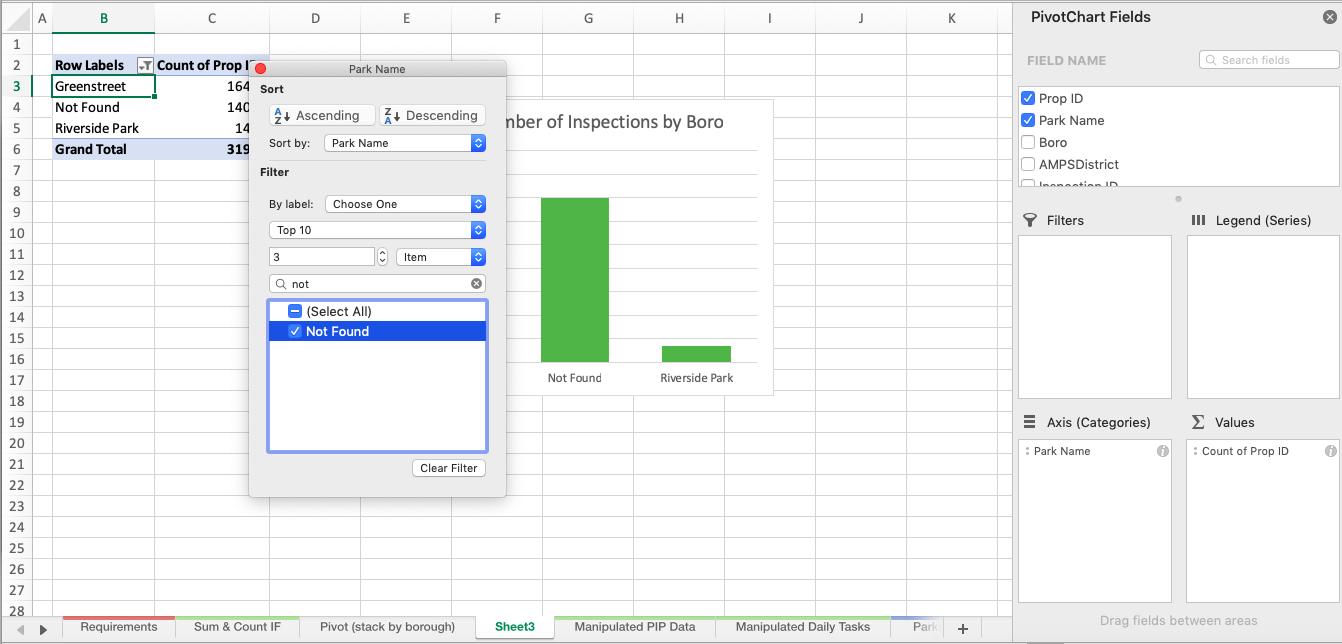 A B C D E F G H I J K
PivotChart Fields
FIELD NAME
Search fields
Prop ID
Park Name
Boro
AMPSDistrict
Inspection ID
Filters
Legend (Series)
Axis (Categories)
Values
Park Name
Count of Prop ID
Drag fields between areas
1
2 Row Labels Count of Prop I
3 Greenstreet 164
4 Not Found 140
5 Riverside Park 14
6 Grand Total 319
7
8
9
10
11
12
13
14
15
16
17
18
19
20
21
22
23
24
25
26
27
28
Park Name
Sort
A Z Ascending
Z A Descending
Sort by: Park Name
Filter
By label: Choose One
Top 10
3 Item
not
(Select All)
Not Found
Clear Filter
mber of Inspections by Boro
Not Found Riverside Park
Requirements Sum & Count IF Pivot (stack by borough) Sheet3 Manipulated PIP Data Manipulated Daily Tasks Park +